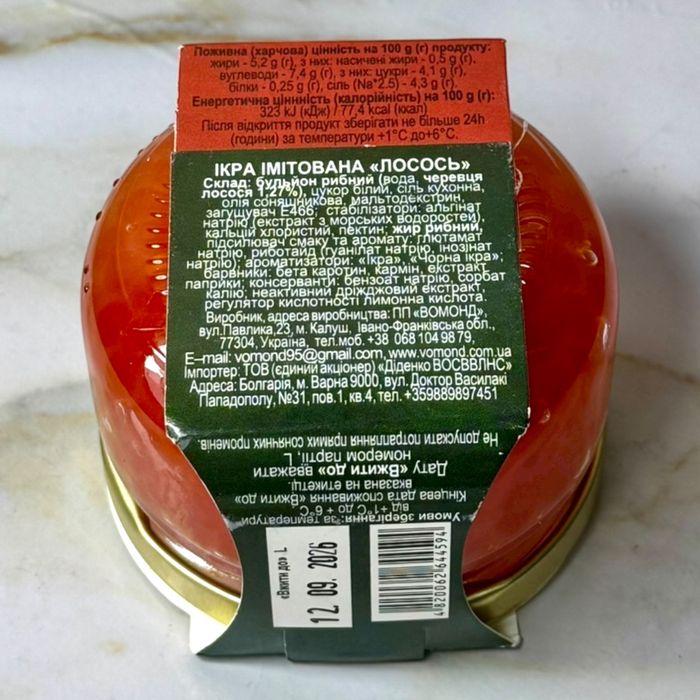 Поживна (харчова) цінність на 100 g (г) продукту:
жири - 5,2 g (г), з них: насичені жири - 0,5 g (г),
вуглеводи - 7,4 g (г), з них: цукри - 4,1 g (г),
білки - 0,25 g (г), сіль (Na*2.5) - 4,3 g (г).
Енергетична цінність (калорійність) на 100 g (г):
323 kJ (кДж) / 77,4 kcal (ккал)
Після відкриття продукт зберігати не більше 24h
(години) за температури +1°С до+6°С.
ІКРА ІМІТОВАНА «ЛОСОСЬ»
Склад: бульйон рибний (вода, черевця
лосося 1,27%), цукор білий, сіль кухонна,
олія соняшникова, мальтодекстрин,
загущувач Е466; стабілізатори: альгінат
натрію (екстракт з морських водоростей),
кальцій хлористий, пектин; жир рибний,
підсилювач смаку та аромату: глютамат
натрію, риботайд (гуанілат натрію, інозінат
натрію); ароматизатори: «Ікра», «Чорна ікра»;
барвники: бета каротин, кармін, екстракт
паприки; консерванти: бензоат натрію, сорбат
калію; неактивний дріжджовий екстракт,
регулятор кислотності лимонна кислота.
Виробник, адреса виробництва: ПП «ВОМОНД»,
вул.Павлика,23, м. Калуш, Івано-Франківська обл.,
77304, Україна, тел.моб. +38 068 104 98 79,
E-mail: vomond95@gmail.com, www.vomond.com.ua
Імпортер: ТОВ (єдиний акціонер) «Діденко ВОСВВЛНС»
Адреса: Болгарія, м. Варна 9000, вул. Доктор Василакі
Пападополу, №31, пов.1, кв.4, тел. +359889897451
Не допускати потрапляння прямих сонячних променів.
номером партії, L
Дату «Вжити до» вважати
вказана на етикетці.
Кінцева дата споживання «Вжити до»
від +1°С до + 6°С.
Умови зберігання: за температури
«Вжити до» L
12 09. 2026
4 820062 644594